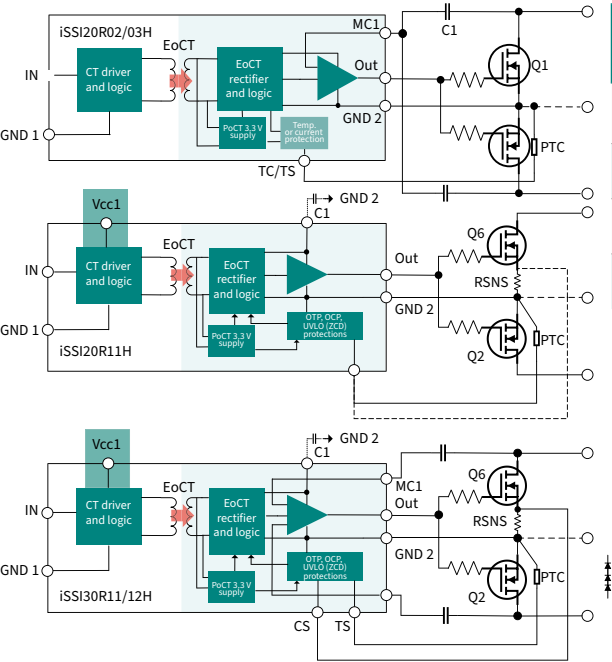 iSSI20R02/03H
MC1
C1
EoCT
CT driver
and logic
EoCT
rectifier
and logic
IN
Out
Q1
GND 1
GND 2
PoCT 3,3 V
supply
Temp.
or current
protection
PTC
TC/TS
Vcc1
GND 2
C1
EoCT
Q6
CT driver
and logic
EoCT
rectifier
and logic
IN
Out
RSNS
GND 2
GND 1
OTP, OCP,
UVLO (ZCD)
protections
PoCT 3,3 V
supply
PTC
Q2
iSSI20R11H
Vcc1
GND 2
C1
EoCT
MC1
Q6
CT driver
and logic
EoCT
rectifier
and logic
IN
Out
RSNS
GND 2
GND 1
OTP, OCP,
UVLO (ZCD)
protections
PoCT 3,3 V
supply
PTC
Q2
iSSI30R11/12H
CS
TS